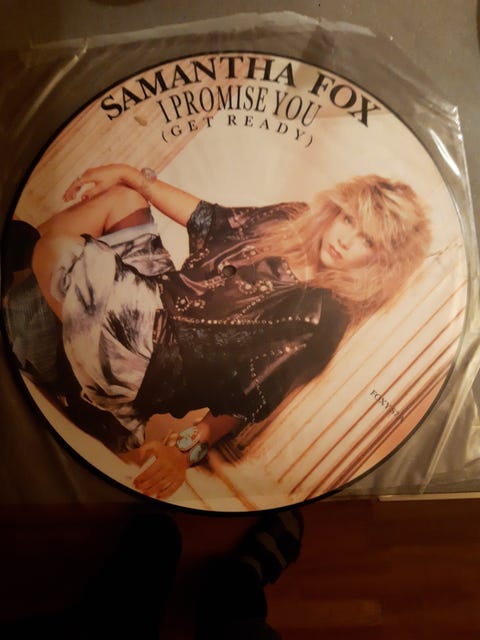 SAMANTHA FOX
I PROMISE YOU
(GET READY)